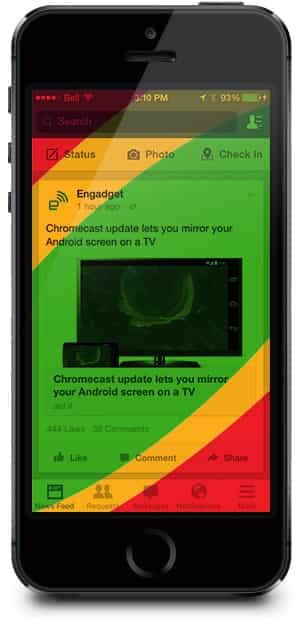 Bell 3:10 PM 93%
Search
Status Photo Check In
Engadget
1 hour ago
Chromecast update lets you mirror your
Android screen on a TV
Chromecast update lets you mirror
your Android screen on a TV
aol.it
444 Likes 38 Comments
Like Comment Share
News Feed Requests Messages Notifications More